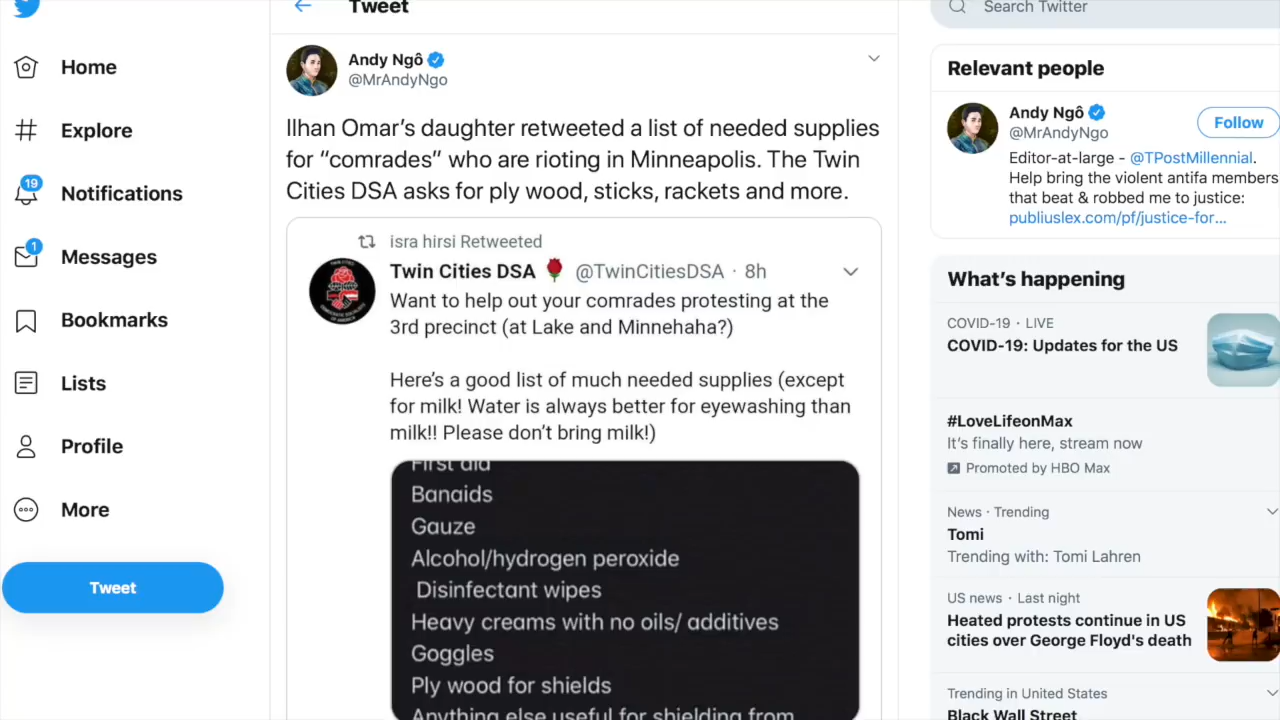 Tweet
Search Twitter
Home
Explore
19
Notifications
1
Messages
Bookmarks
Lists
Profile
More
Tweet
Andy Ngô
@MrAndyNgo
Ilhan Omar’s daughter retweeted a list of needed supplies
for “comrades” who are rioting in Minneapolis. The Twin
Cities DSA asks for ply wood, sticks, rackets and more.
isra hirsi Retweeted
Twin Cities DSA 🌹 @TwinCitiesDSA · 8h
Want to help out your comrades protesting at the
3rd precinct (at Lake and Minnehaha?)
Here’s a good list of much needed supplies (except
for milk! Water is always better for eyewashing than
milk!! Please don’t bring milk!)
First aid
Banaids
Gauze
Alcohol/hydrogen peroxide
Disinfectant wipes
Heavy creams with no oils/ additives
Goggles
Ply wood for shields
Anything else useful for shielding from
Relevant people
Andy Ngô
@MrAndyNgo
Follow
Editor-at-large - @TPostMillennial.
Help bring the violent antifa members
that beat & robbed me to justice:
publiuslex.com/pf/justice-for…
What’s happening
COVID-19 · LIVE
COVID-19: Updates for the US
#LoveLifeonMax
It’s finally here, stream now
Promoted by HBO Max
News · Trending
Tomi
Trending with: Tomi Lahren
US news · Last night
Heated protests continue in US
cities over George Floyd's death
Trending in United States
Black Wall Street